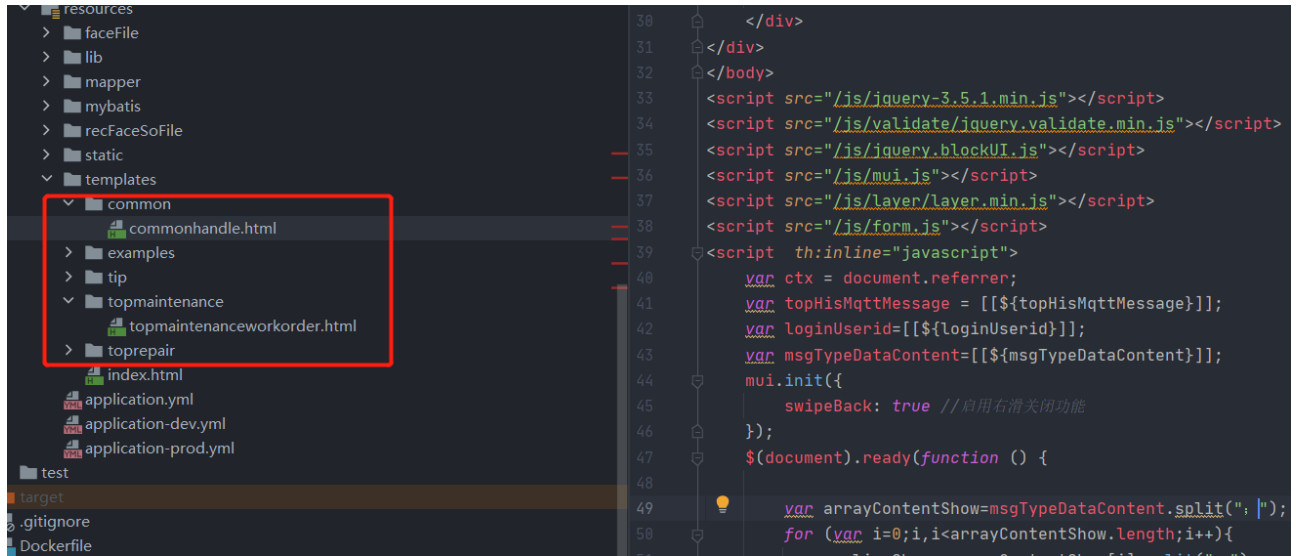 resources
faceFile
lib
mapper
mybatis
recFaceSoFile
static
templates
common
commonhandle.html
examples
tip
topmaintenance
topmaintenanceworkorder.html
toprepair
index.html
application.yml
application-dev.yml
application-prod.yml
test
target
.gitignore
Dockerfile
30 </div>
31 </div>
32 </body>
33 <script src="/js/jquery-3.5.1.min.js"></script>
34 <script src="/js/validate/jquery.validate.min.js"></script>
35 <script src="/js/jquery.blockUI.js"></script>
36 <script src="/js/mui.js"></script>
37 <script src="/js/layer/layer.min.js"></script>
38 <script src="/js/form.js"></script>
39 <script  th:inline="javascript">
40 var ctx = document.referrer;
41 var topHisMqttMessage = [[${topHisMqttMessage}]];
42 var loginUserid=[[${loginUserid}]];
43 var msgTypeDataContent=[[${msgTypeDataContent}]];
44 mui.init({
45 swipeBack: true //启用右滑关闭功能
46 });
47 $(document).ready(function () {
48
49 var arrayContentShow=msgTypeDataContent.split("；");
50 for (var i=0;i,i<arrayContentShow.length;i++){